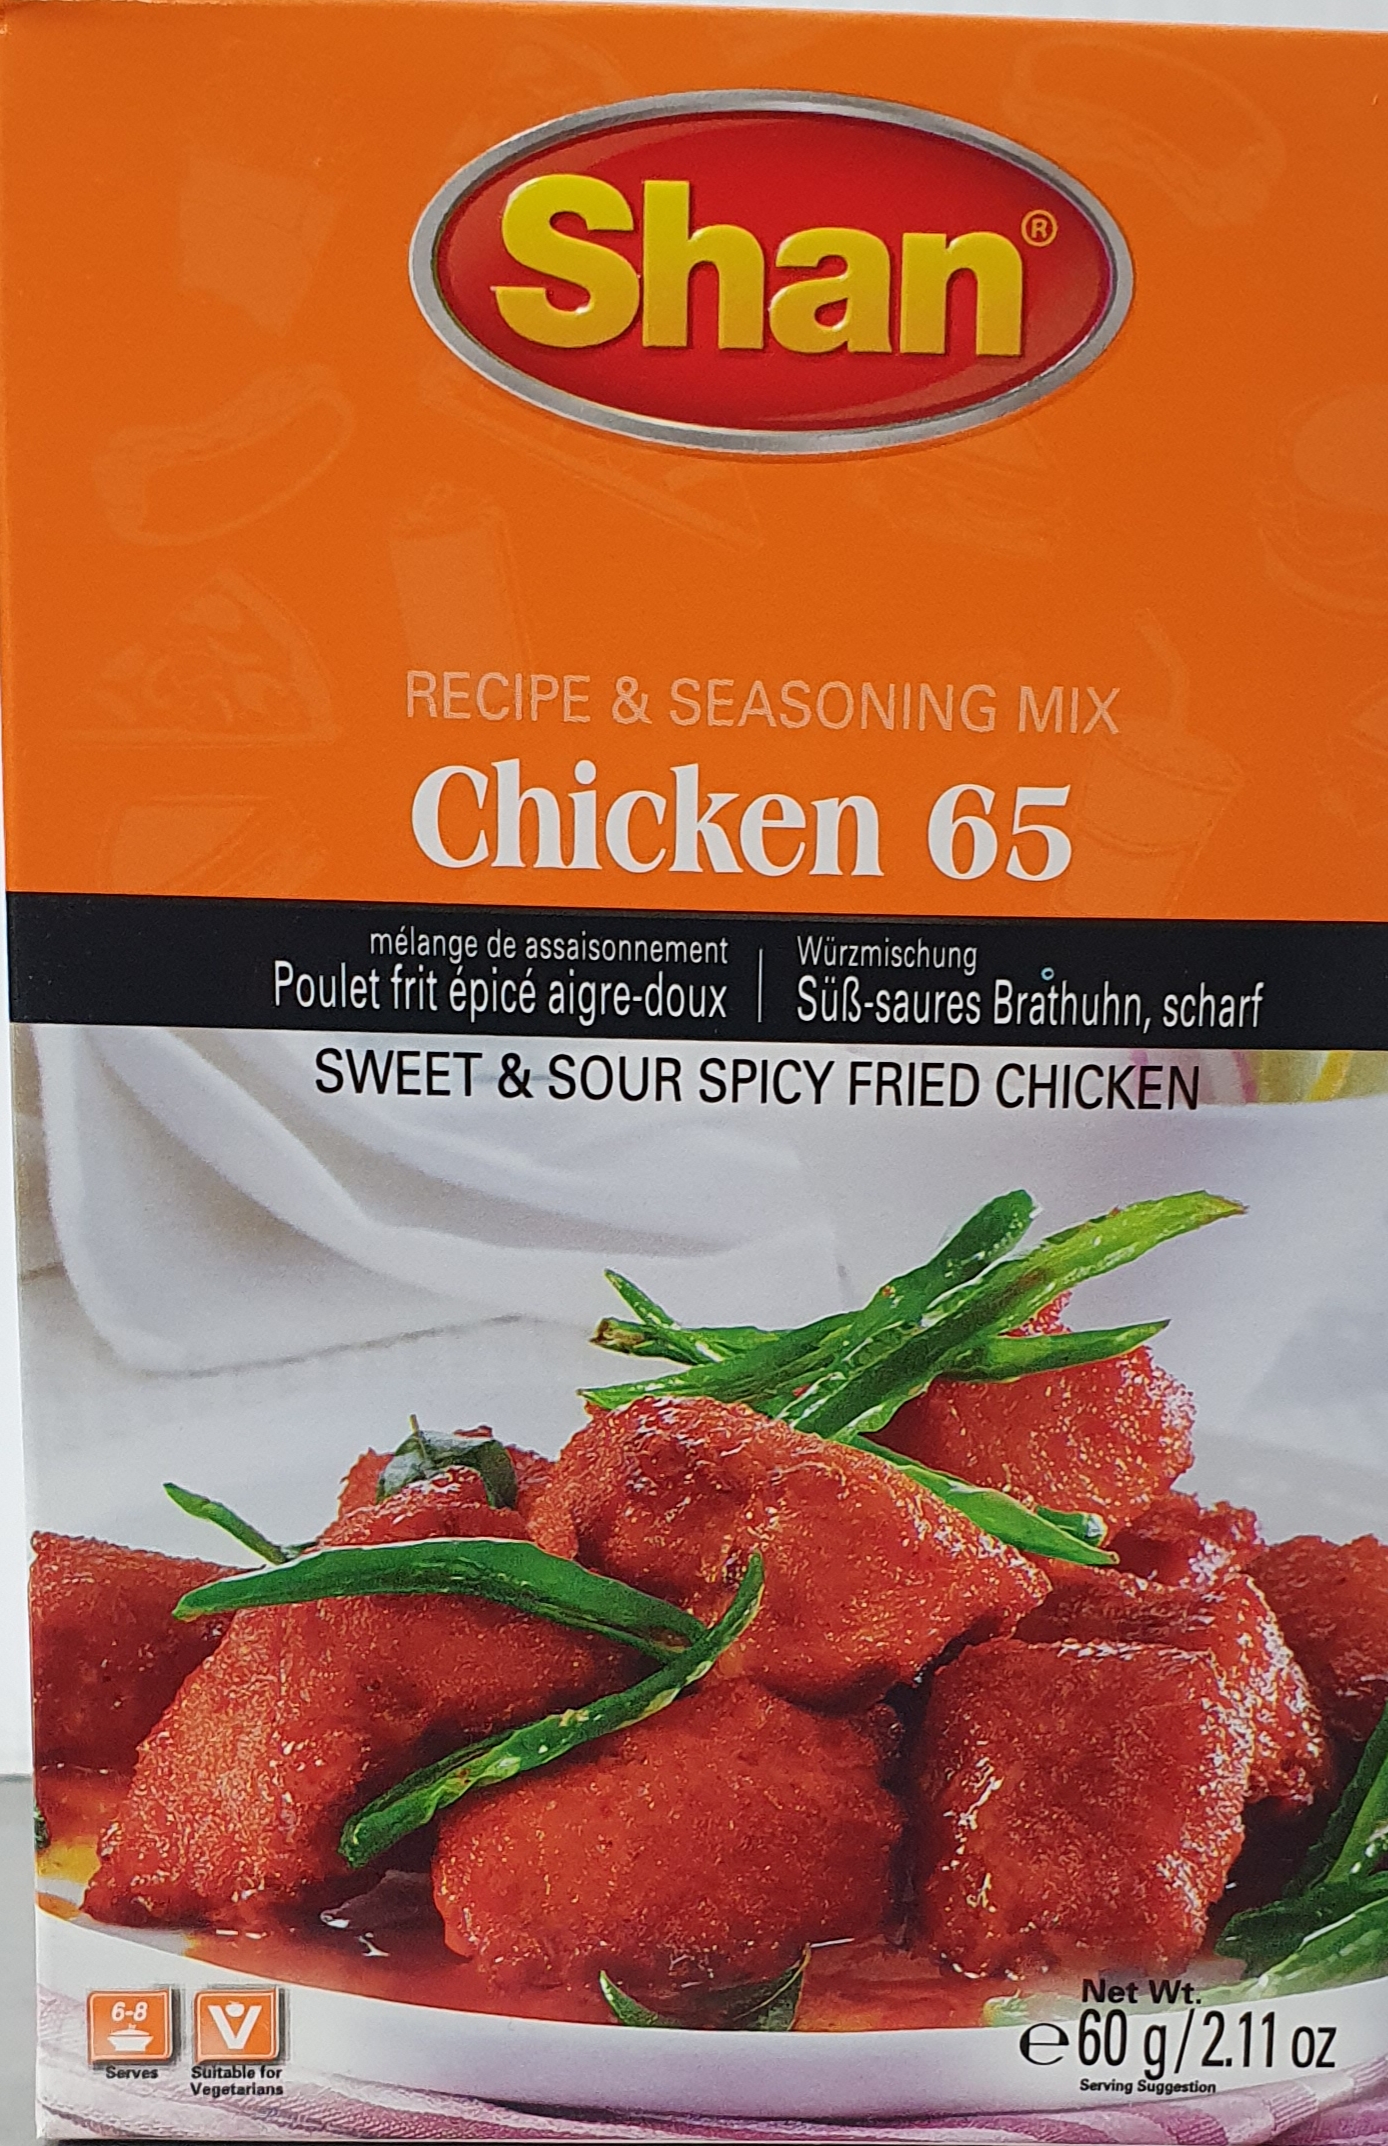 Shan®
RECIPE & SEASONING MIX
Chicken 65
mélange de assaisonnement
Poulet frit épicé aigre-doux
Würzmischung
Süß-saures Brathuhn, scharf
SWEET & SOUR SPICY FRIED CHICKEN
6-8
Serves
V
Suitable for
Vegetarians
Net Wt.
℮ 60 g/2.11 oz
Serving Suggestion